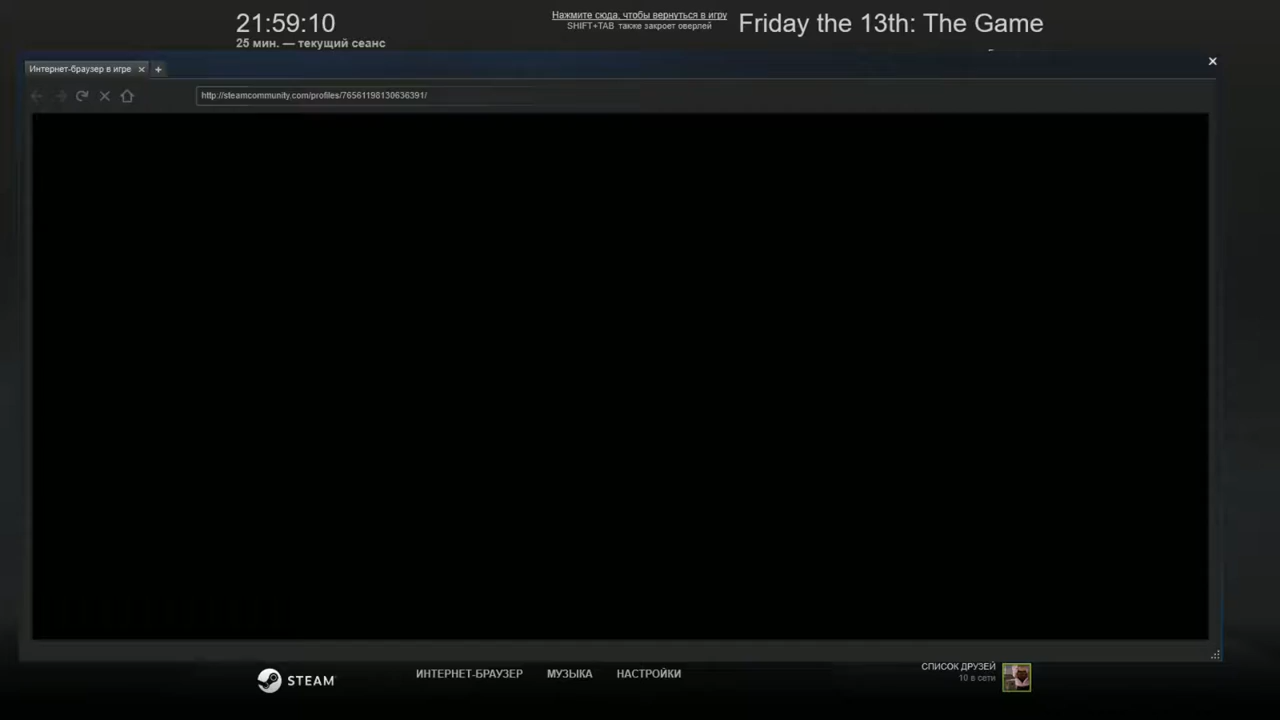 21:59:10
25 мин. — текущий сеанс
Нажмите сюда, чтобы вернуться в игру
SHIFT+TAB также закроет оверлей
Friday the 13th: The Game
Интернет-браузер в игре
http://steamcommunity.com/profiles/76561198130636391/
STEAM
ИНТЕРНЕТ-БРАУЗЕР
МУЗЫКА
НАСТРОЙКИ
СПИСОК ДРУЗЕЙ
10 в сети